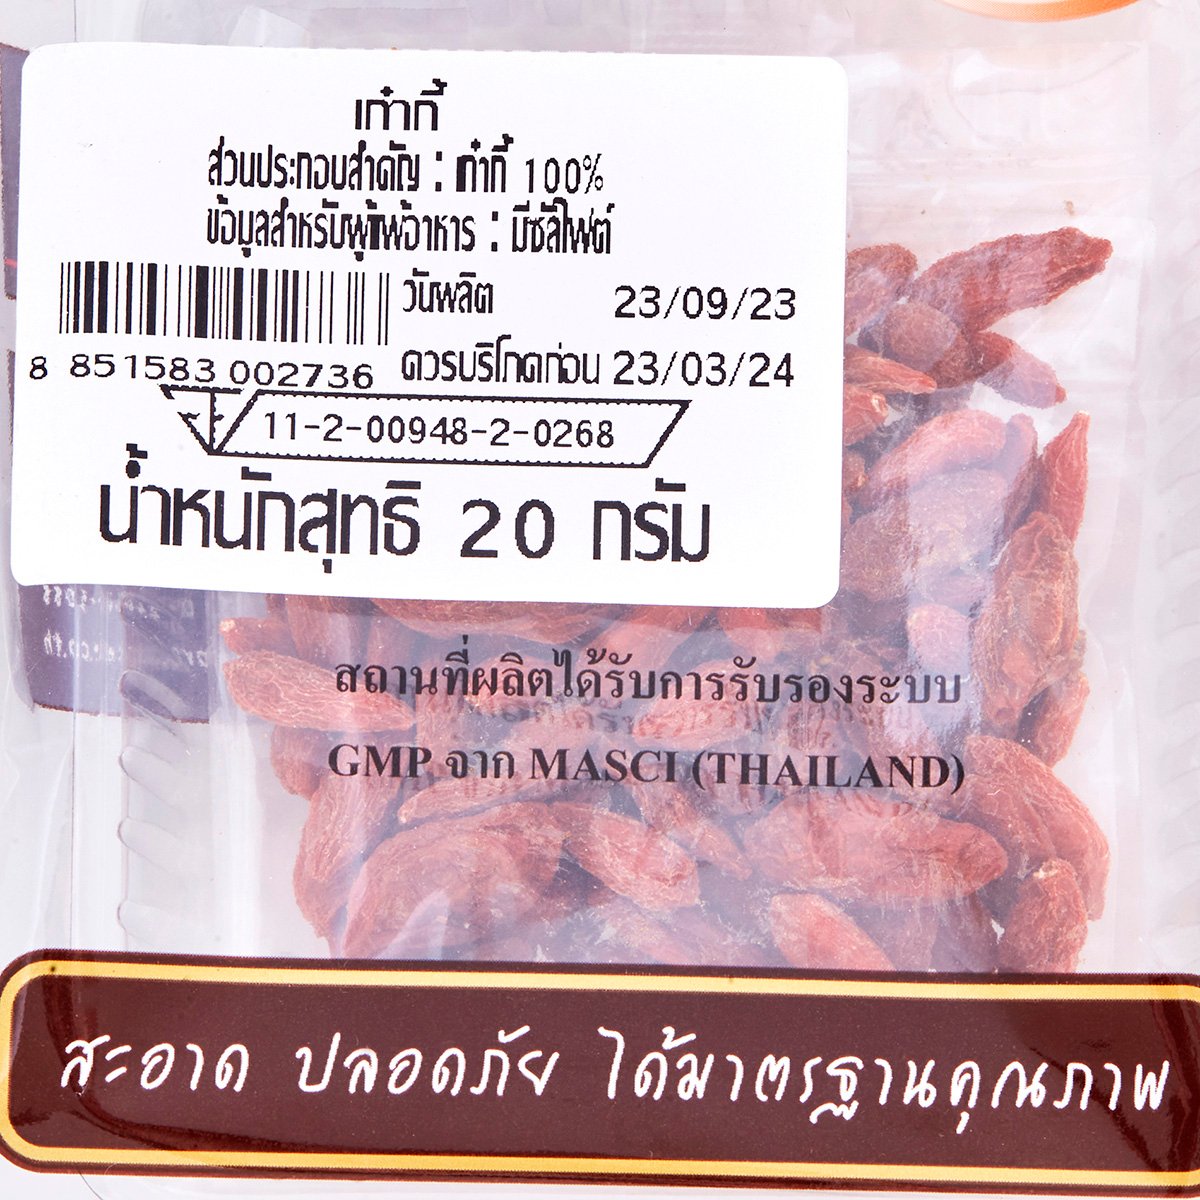 เก๋ากี้
ส่วนประกอบสำคัญ : เก๋ากี้ 100%
ข้อมูลสำหรับผู้แพ้อาหาร : มีซัลไฟต์
วันผลิต 23/09/23
ควรบริโภคก่อน 23/03/24
8 851583 002736
11-2-00948-2-0268
น้ำหนักสุทธิ 20 กรัม
สถานที่ผลิตได้รับการรับรองระบบ
GMP จาก MASCI (THAILAND)
สะอาด ปลอดภัย ได้มาตรฐานคุณภาพ